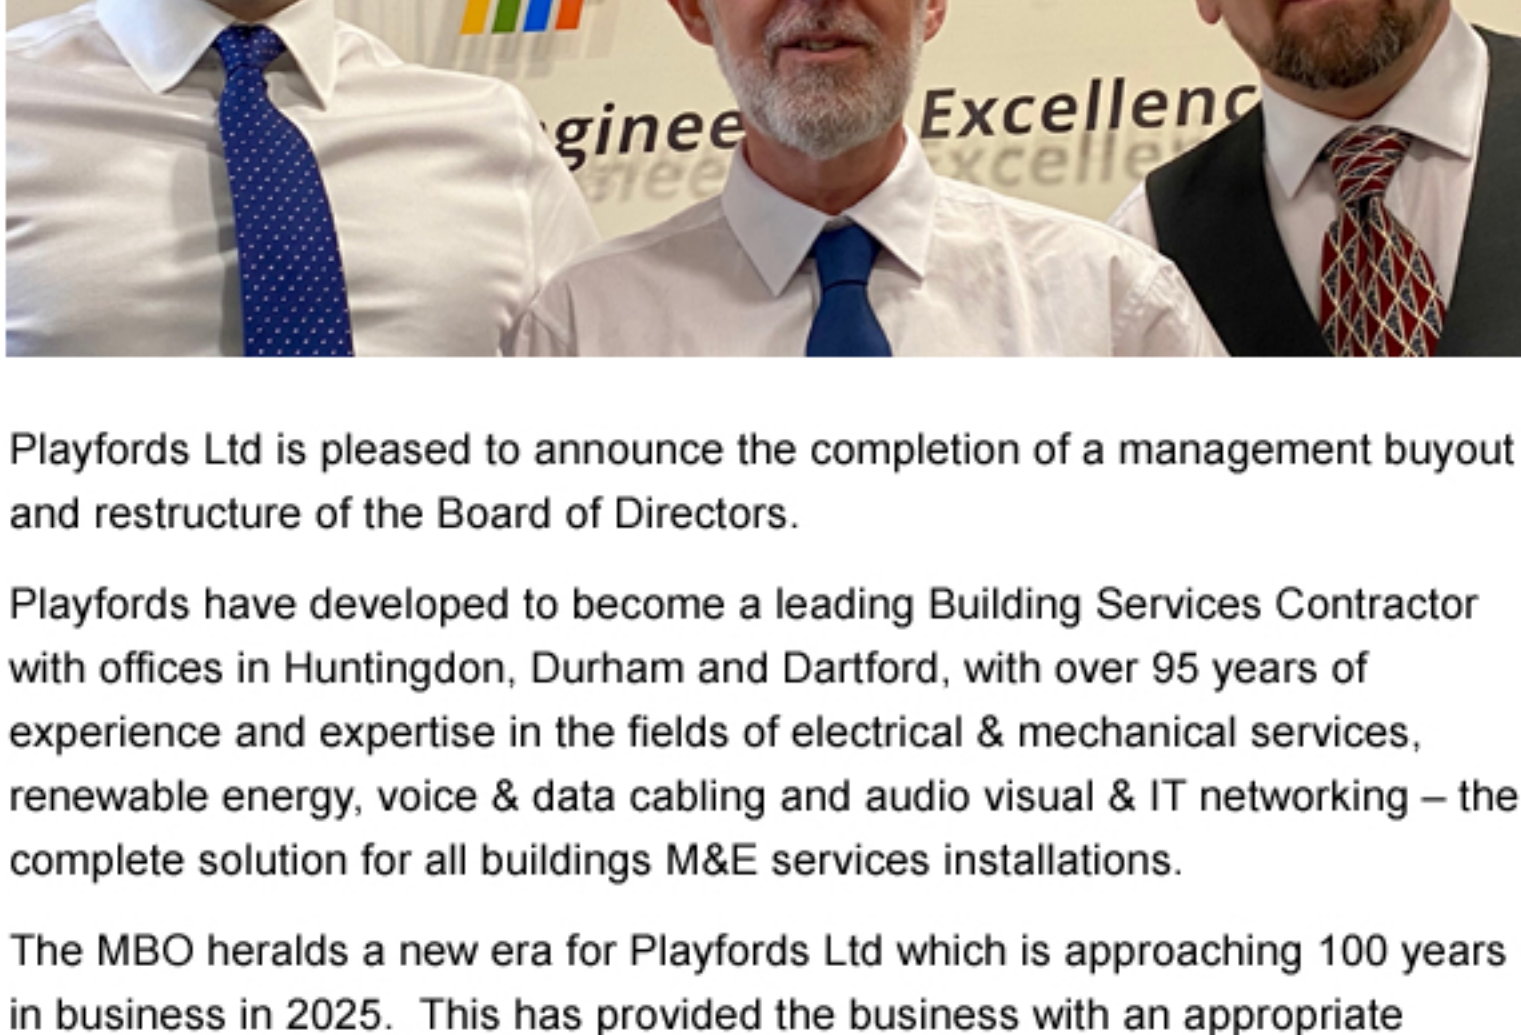 ginee Excellenc
Playfords Ltd is pleased to announce the completion of a management buyout
and restructure of the Board of Directors.
Playfords have developed to become a leading Building Services Contractor
with offices in Huntingdon, Durham and Dartford, with over 95 years of
experience and expertise in the fields of electrical & mechanical services,
renewable energy, voice & data cabling and audio visual & IT networking – the
complete solution for all buildings M&E services installations.
The MBO heralds a new era for Playfords Ltd which is approaching 100 years
in business in 2025.  This has provided the business with an appropriate